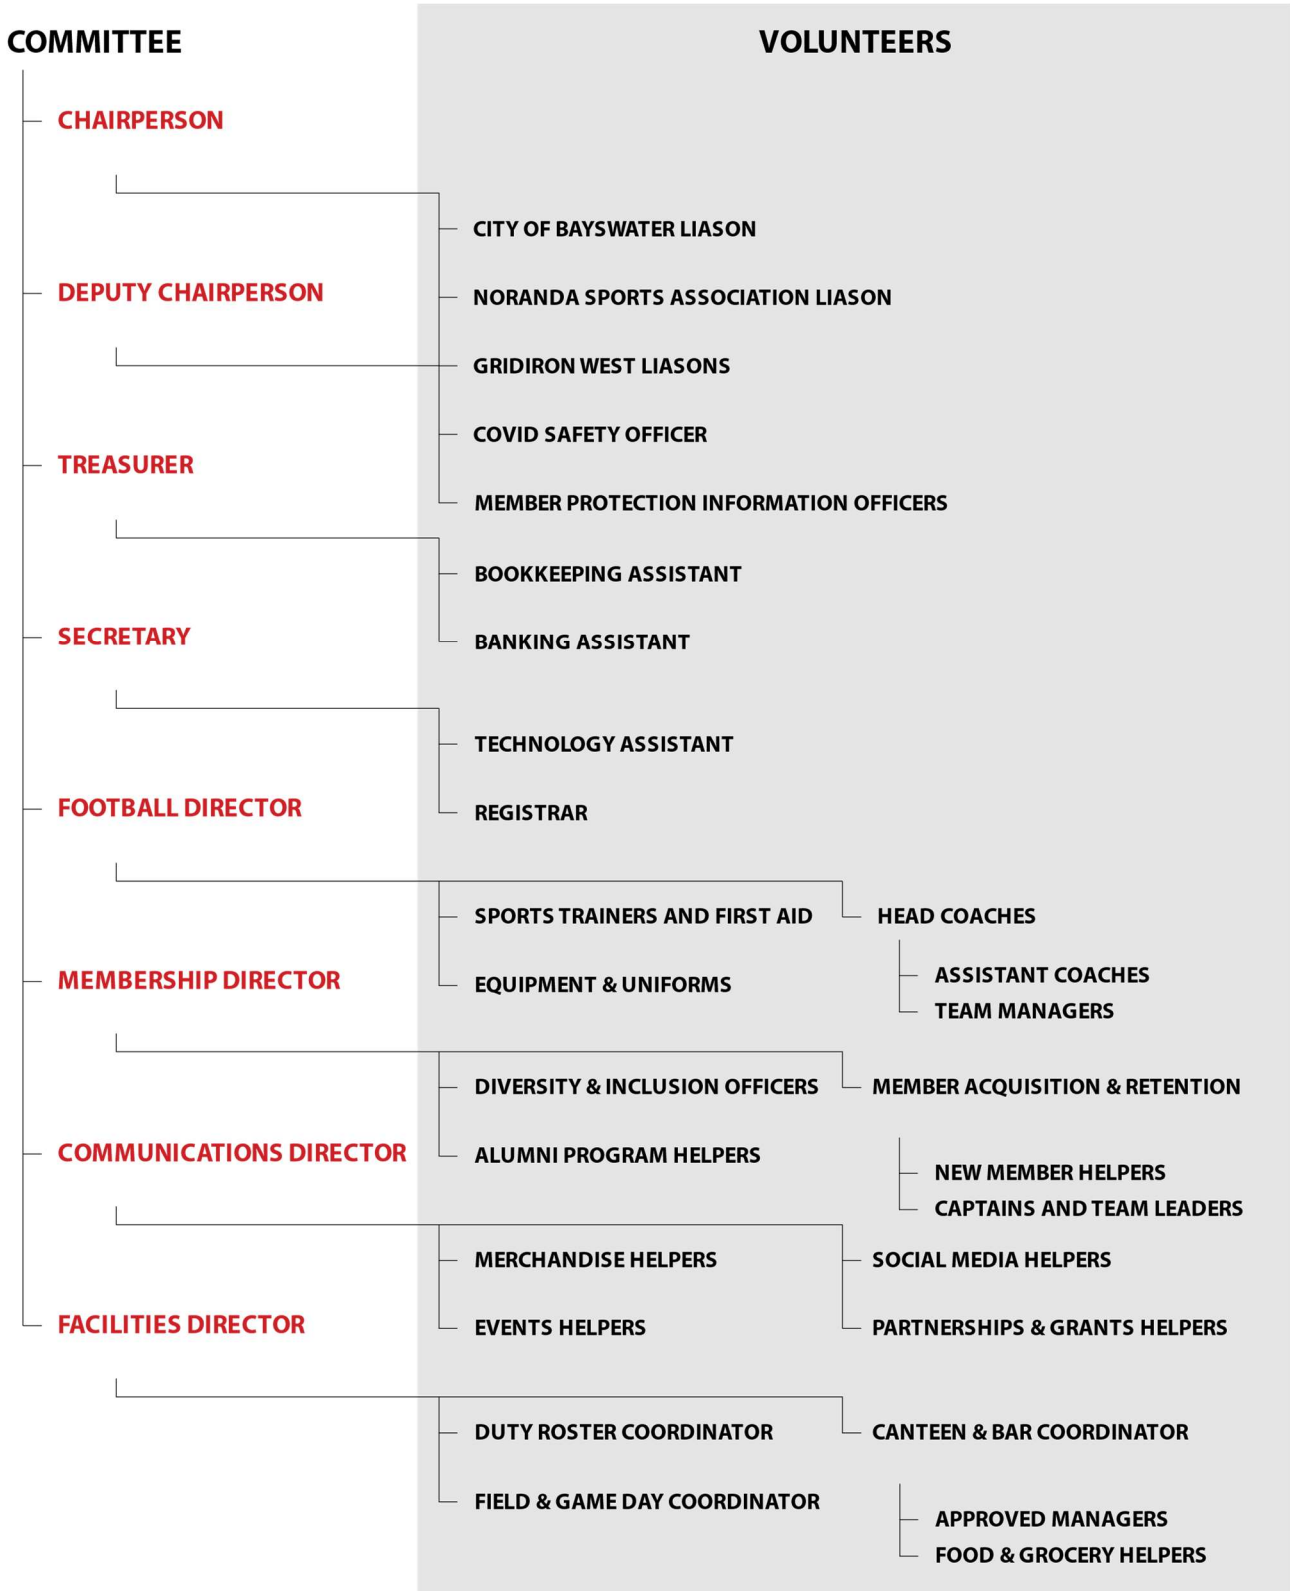 COMMITTEE
VOLUNTEERS
CHAIRPERSON
CITY OF BAYSWATER LIASON
DEPUTY CHAIRPERSON
NORANDA SPORTS ASSOCIATION LIASON
GRIDIRON WEST LIASONS
COVID SAFETY OFFICER
TREASURER
MEMBER PROTECTION INFORMATION OFFICERS
BOOKKEEPING ASSISTANT
SECRETARY
BANKING ASSISTANT
TECHNOLOGY ASSISTANT
FOOTBALL DIRECTOR
REGISTRAR
SPORTS TRAINERS AND FIRST AID
HEAD COACHES
ASSISTANT COACHES
MEMBERSHIP DIRECTOR
EQUIPMENT & UNIFORMS
TEAM MANAGERS
DIVERSITY & INCLUSION OFFICERS
MEMBER ACQUISITION & RETENTION
COMMUNICATIONS DIRECTOR
ALUMNI PROGRAM HELPERS
NEW MEMBER HELPERS
CAPTAINS AND TEAM LEADERS
MERCHANDISE HELPERS
SOCIAL MEDIA HELPERS
FACILITIES DIRECTOR
EVENTS HELPERS
PARTNERSHIPS & GRANTS HELPERS
DUTY ROSTER COORDINATOR
CANTEEN & BAR COORDINATOR
FIELD & GAME DAY COORDINATOR
APPROVED MANAGERS
FOOD & GROCERY HELPERS